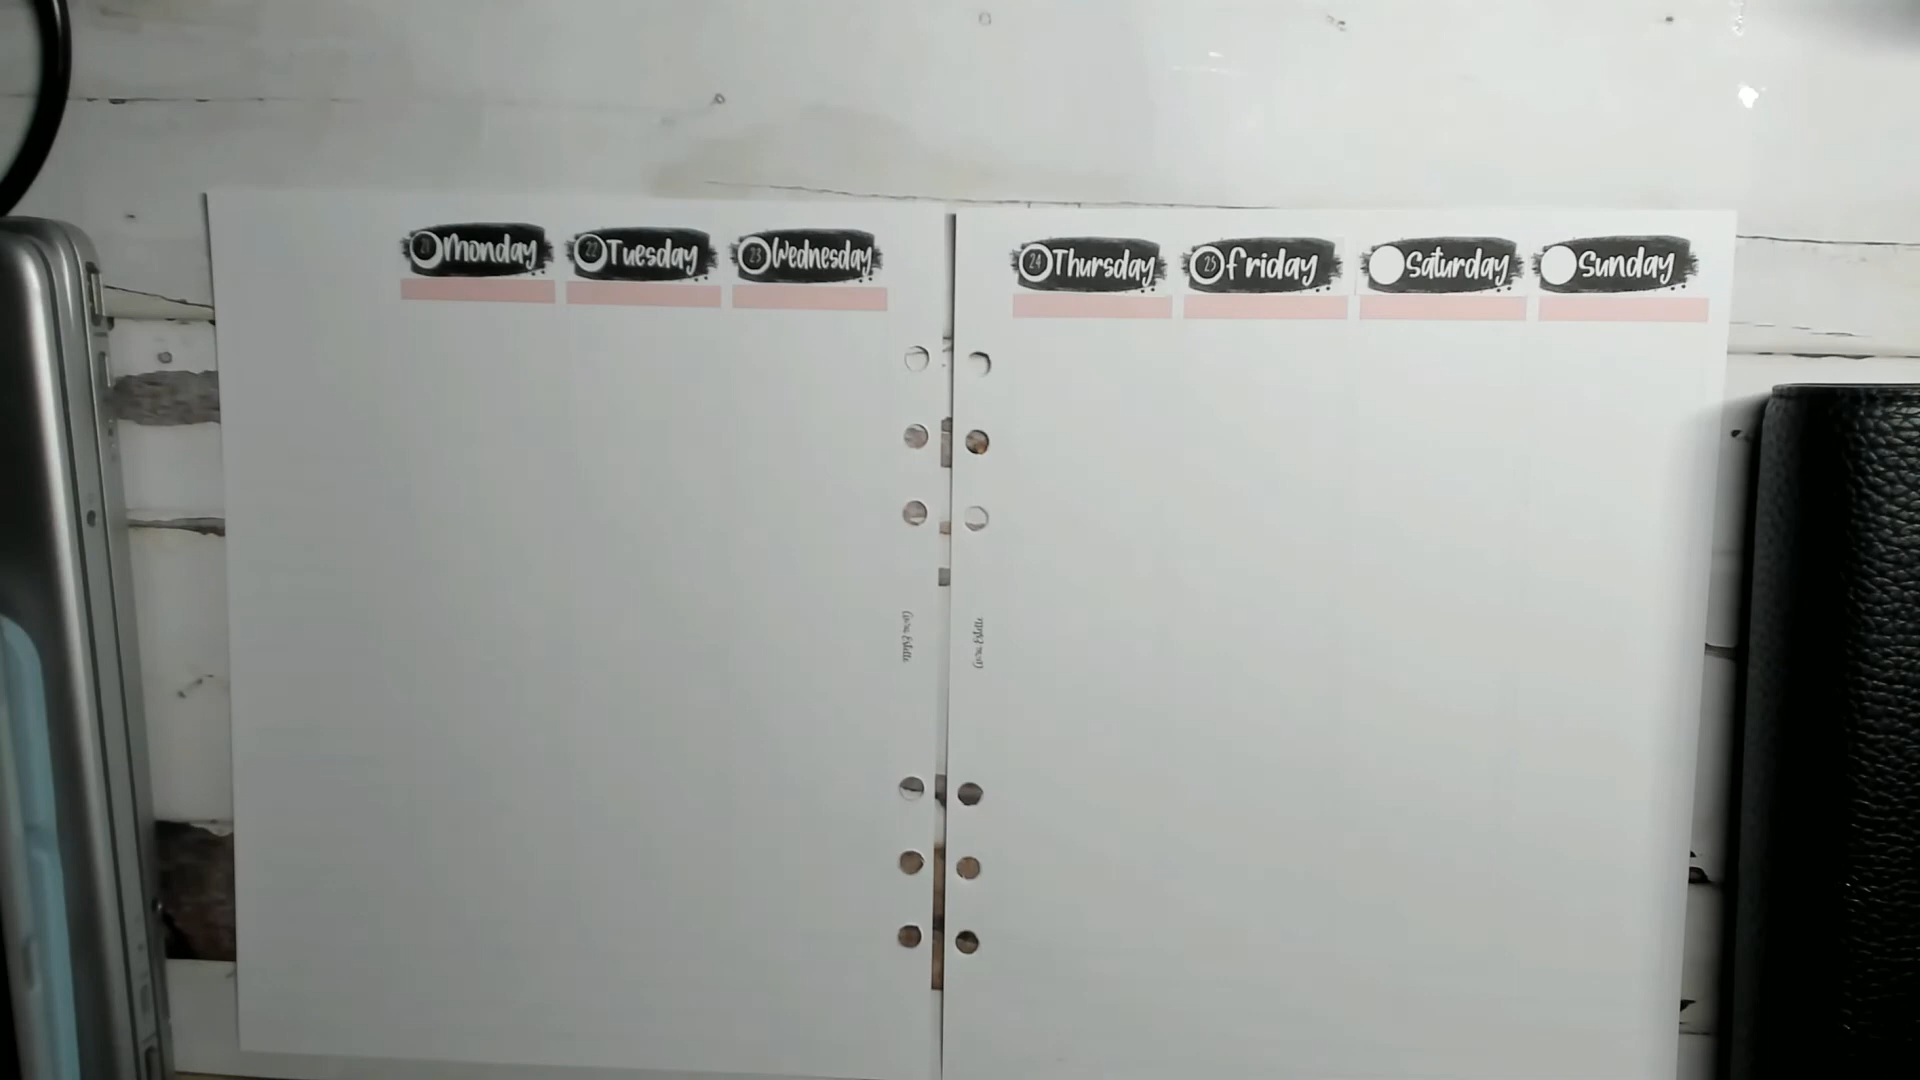 21 Monday
22 Tuesday
23 Wednesday
24 Thursday
25 Friday
Saturday
Sunday